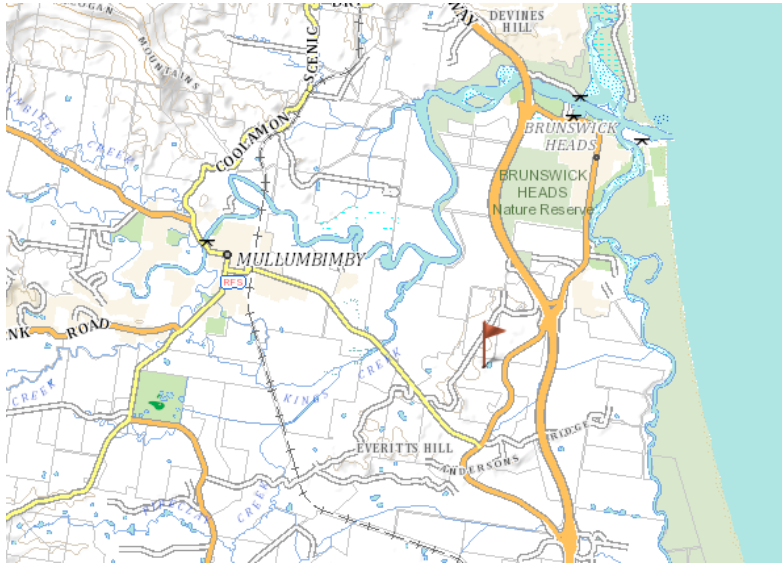 DEVINES
HILL
MOUNTAINS
SCENIC
COOLAMON
CREEK
BRUNSWICK
HEADS
BRUNSWICK
HEADS
Nature Reserve
MULLUMBIMBY
RFS
ROAD
KINGS CREEK
CREEK
EVERITTS HILL
ANDERSONS RIDGE
CREEK